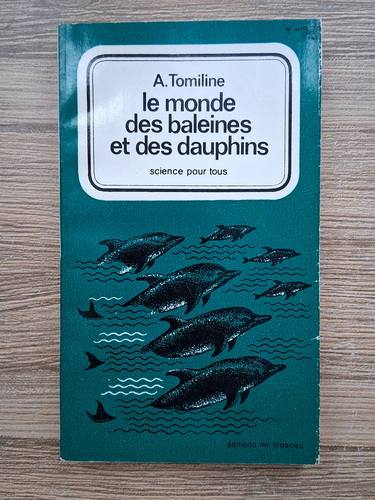 A. Tomiline
le monde
des baleines
et des dauphins
science pour tous
éditions mir moscou